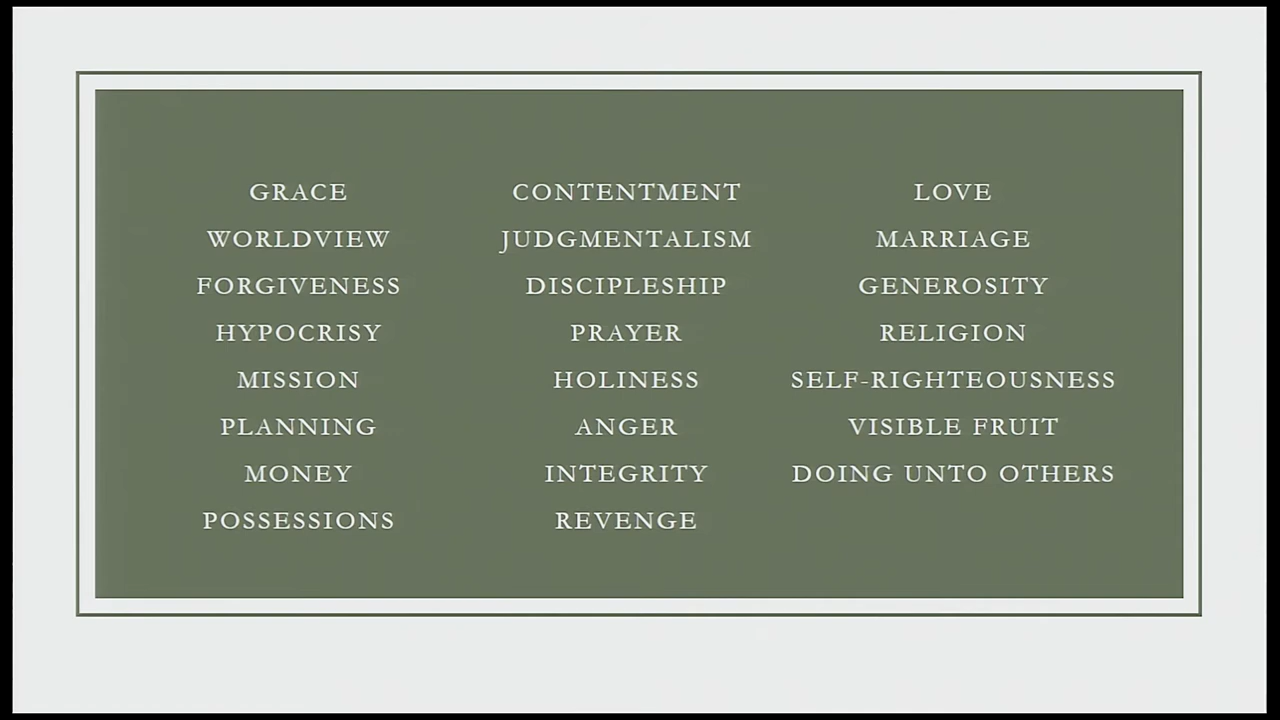 GRACE
WORLDVIEW
FORGIVENESS
HYPOCRISY
MISSION
PLANNING
MONEY
POSSESSIONS
CONTENTMENT
JUDGMENTALISM
DISCIPLESHIP
PRAYER
HOLINESS
ANGER
INTEGRITY
REVENGE
LOVE
MARRIAGE
GENEROSITY
RELIGION
SELF-RIGHTEOUSNESS
VISIBLE FRUIT
DOING UNTO OTHERS